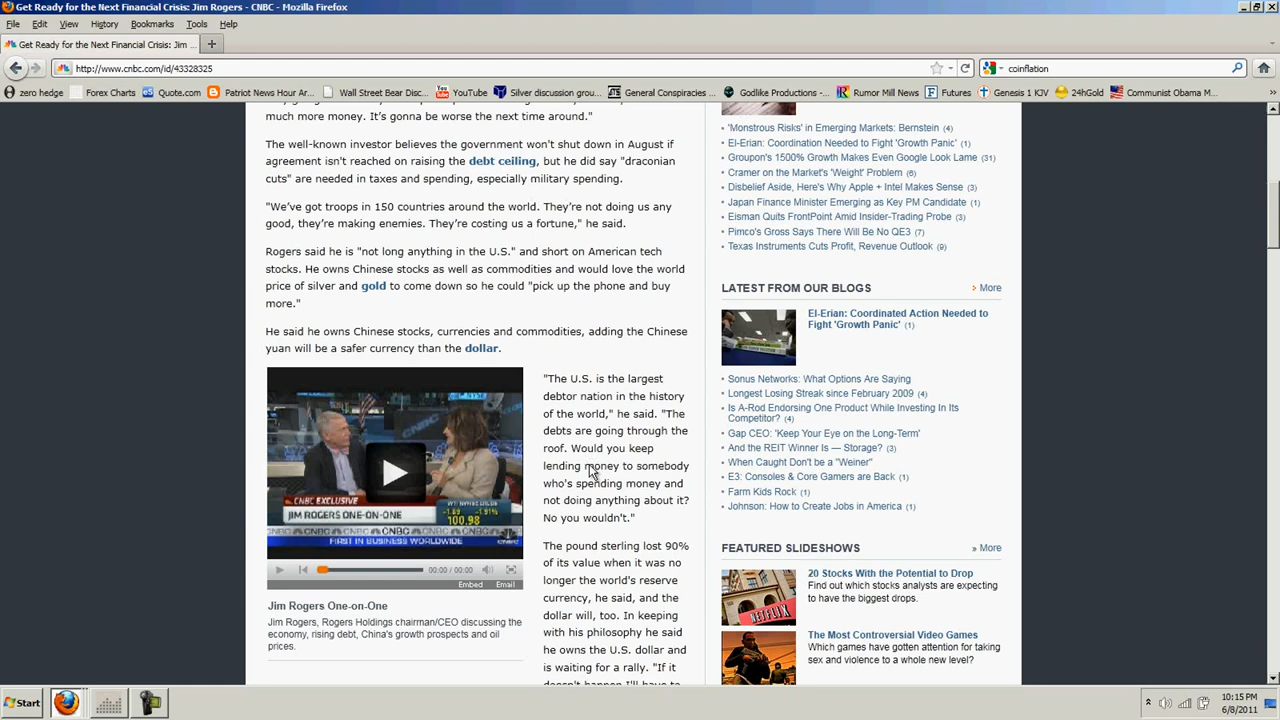 Get Ready for the Next Financial Crisis: Jim Rogers - CNBC - Mozilla Firefox
File Edit View History Bookmarks Tools Help
Get Ready for the Next Financial Crisis: Jim ... +
http://www.cnbc.com/id/43328325
coinflation
zero hedge Forex Charts Quote.com Patriot News Hour Ar... Wall Street Bear Disc... YouTube Silver discussion grou... General Conspiracies ... Godlike Productions - ... Rumor Mill News Futures Genesis 1 KJV 24hGold Communist Obama M...
much more money. It's gonna be worse the next time around."
The well-known investor believes the government won't shut down in August if
agreement isn't reached on raising the debt ceiling, but he did say "draconian
cuts" are needed in taxes and spending, especially military spending.
"We've got troops in 150 countries around the world. They're not doing us any
good, they're making enemies. They're costing us a fortune," he said.
Rogers said he is "not long anything in the U.S." and short on American tech
stocks. He owns Chinese stocks as well as commodities and would love the world
price of silver and gold to come down so he could "pick up the phone and buy
more."
He said he owns Chinese stocks, currencies and commodities, adding the Chinese
yuan will be a safer currency than the dollar.
CNBC EXCLUSIVE
JIM ROGERS ONE-ON-ONE
-1.89 -1.91%
100.98
CNBC
FIRST IN BUSINESS WORLDWIDE
00:00 / 00:00
Embed Email
Jim Rogers One-on-One
Jim Rogers, Rogers Holdings chairman/CEO discussing the
economy, rising debt, China's growth prospects and oil
prices.
"The U.S. is the largest
debtor nation in the history
of the world," he said. "The
debts are going through the
roof. Would you keep
lending money to somebody
who's spending money and
not doing anything about it?
No you wouldn't."
The pound sterling lost 90%
of its value when it was no
longer the world's reserve
currency, he said, and the
dollar will, too. In keeping
with his philosophy he said
he owns the U.S. dollar and
is waiting for a rally. "If it
doesn't happen I'll have to
'Monstrous Risks' in Emerging Markets: Bernstein (4)
El-Erian: Coordination Needed to Fight 'Growth Panic' (1)
Groupon's 1500% Growth Makes Even Google Look Lame (31)
Cramer on the Market's 'Weight' Problem (6)
Disbelief Aside, Here's Why Apple + Intel Makes Sense (3)
Japan Finance Minister Emerging as Key PM Candidate (1)
Eisman Quits FrontPoint Amid Insider-Trading Probe (3)
Pimco's Gross Says There Will Be No QE3 (7)
Texas Instruments Cuts Profit, Revenue Outlook (9)
LATEST FROM OUR BLOGS More
El-Erian: Coordinated Action Needed to
Fight 'Growth Panic' (1)
Sonus Networks: What Options Are Saying
Longest Losing Streak since February 2009 (4)
Is A-Rod Endorsing One Product While Investing In Its
Competitor? (4)
Gap CEO: 'Keep Your Eye on the Long-Term'
And the REIT Winner Is — Storage? (3)
When Caught Don't be a "Weiner"
E3: Consoles & Core Gamers are Back (1)
Farm Kids Rock (1)
Johnson: How to Create Jobs in America (1)
FEATURED SLIDESHOWS » More
NETFLIX
20 Stocks With the Potential to Drop
Find out which stocks analysts are expecting
to have the biggest drops.
The Most Controversial Video Games
Which games have gotten attention for taking
sex and violence to a whole new level?
Start
10:15 PM
6/8/2011